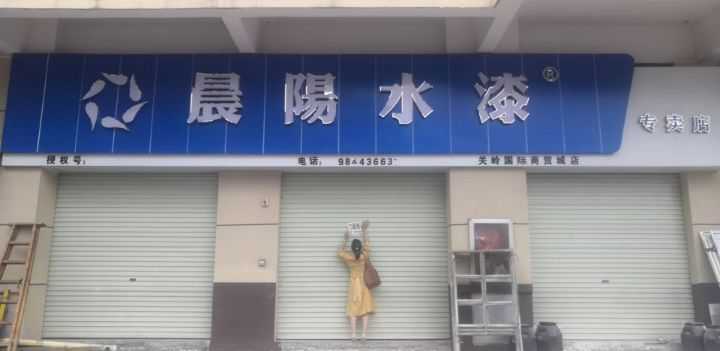 晨陽水漆®
专卖店
授权号：
电话：
关岭国际商贸城店